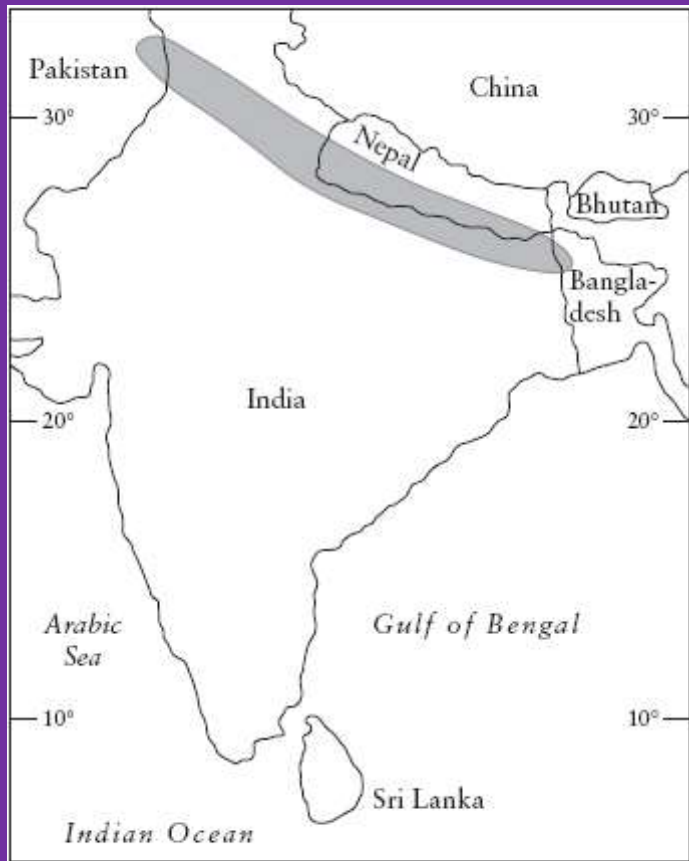 Pakistan
China
30°
30°
Nepal
Bhutan
Bangla-
desh
India
20°
20°
Arabic
Sea
Gulf of Bengal
10°
10°
Sri Lanka
Indian Ocean